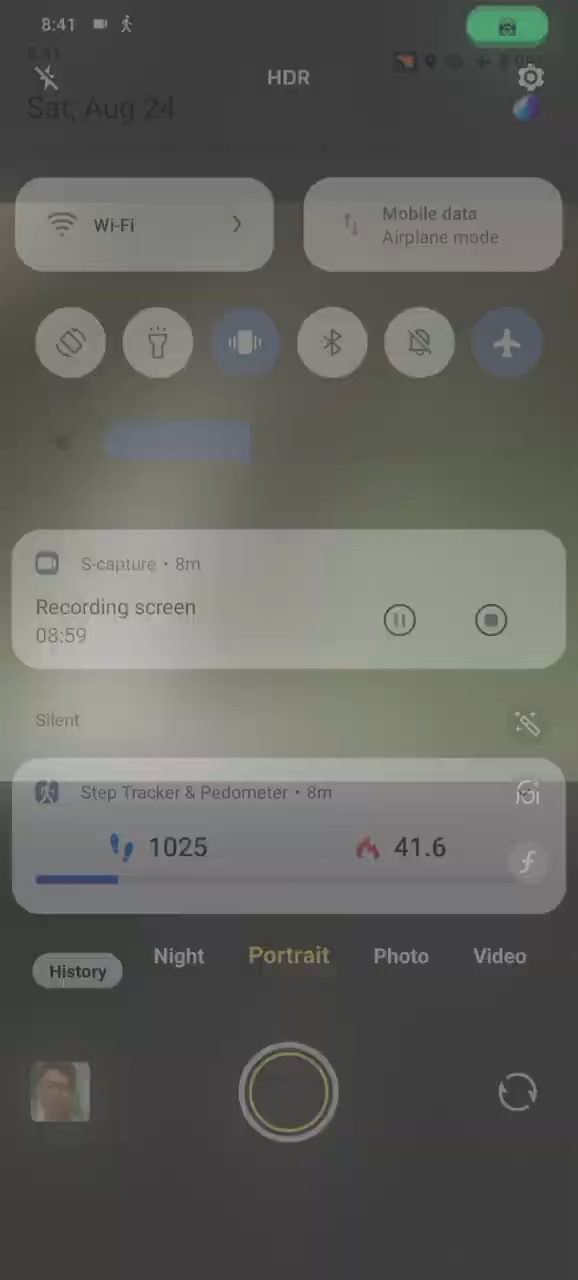 8:41
HDR
Sat, Aug 24
Wi-Fi
Mobile data
Airplane mode
S-capture • 8m
Recording screen
08:59
Silent
Step Tracker & Pedometer • 8m
1025
41.6
Night
Portrait
Photo
Video
History